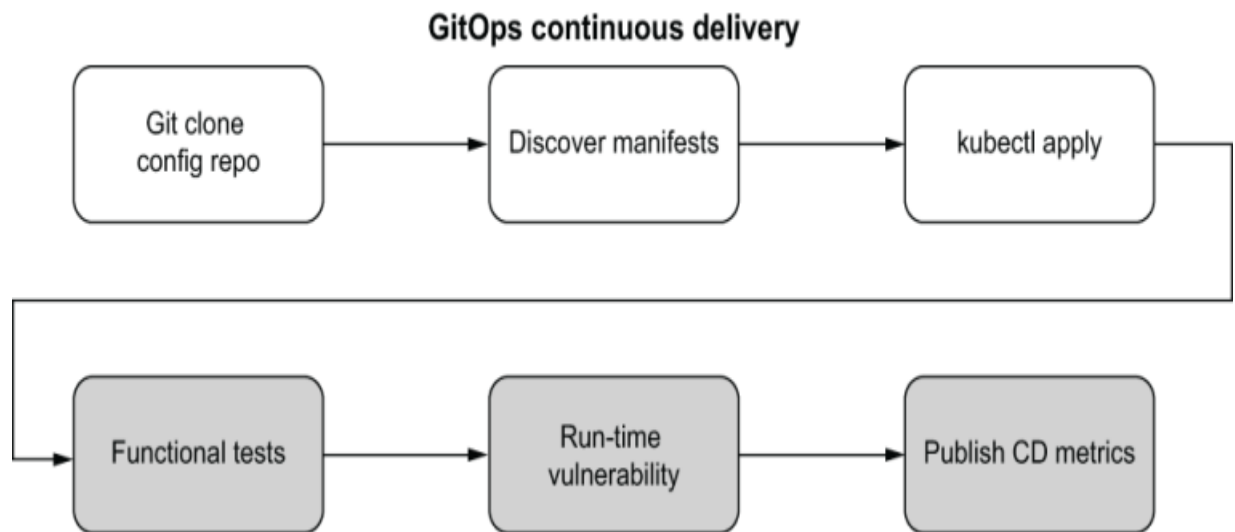 GitOps continuous delivery
Git clone
config repo
Discover manifests
kubectl apply
Functional tests
Run-time
vulnerability
Publish CD metrics